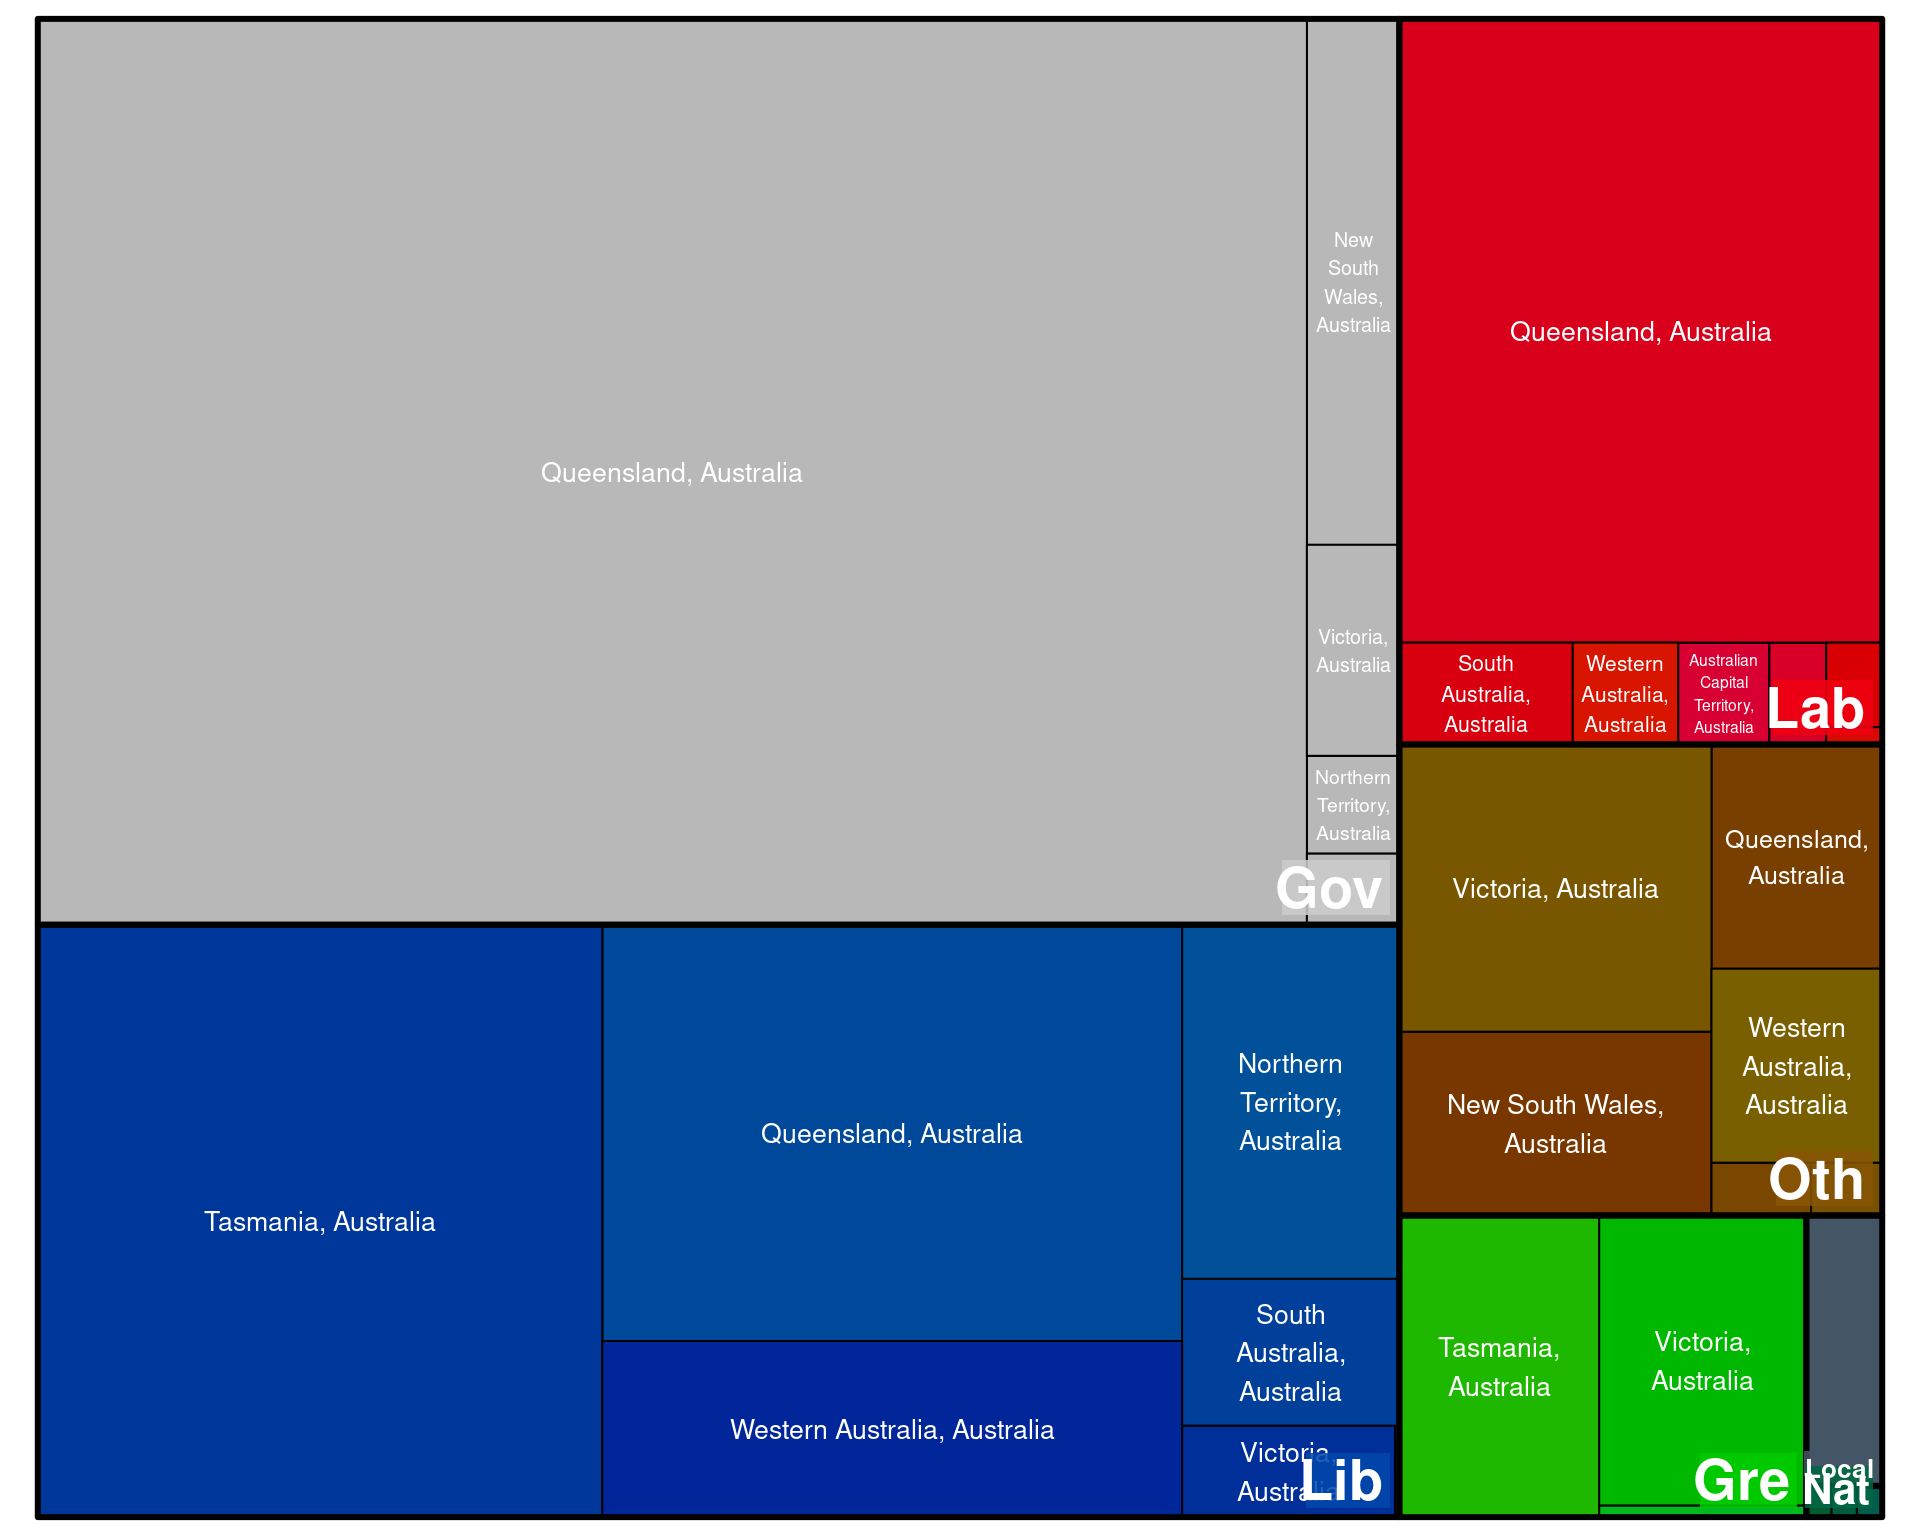 Queensland, Australia
New
South
Wales,
Australia
Victoria,
Australia
Northern
Territory,
Australia
Gov
Queensland, Australia
South
Australia,
Australia
Western
Australia,
Australia
Australian
Capital
Territory,
Australia
Lab
Victoria, Australia
Queensland,
Australia
New South Wales,
Australia
Western
Australia,
Australia
Oth
Tasmania, Australia
Queensland, Australia
Western Australia, Australia
Northern
Territory,
Australia
South
Australia,
Australia
Victoria,
Australia
Lib
Tasmania,
Australia
Victoria,
Australia
Gre
Local
Nat